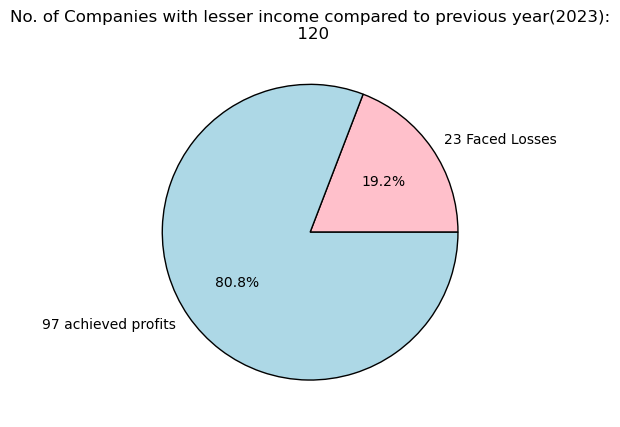 No. of Companies with lesser income compared to previous year(2023):
120
23 Faced Losses
19.2%
80.8%
97 achieved profits